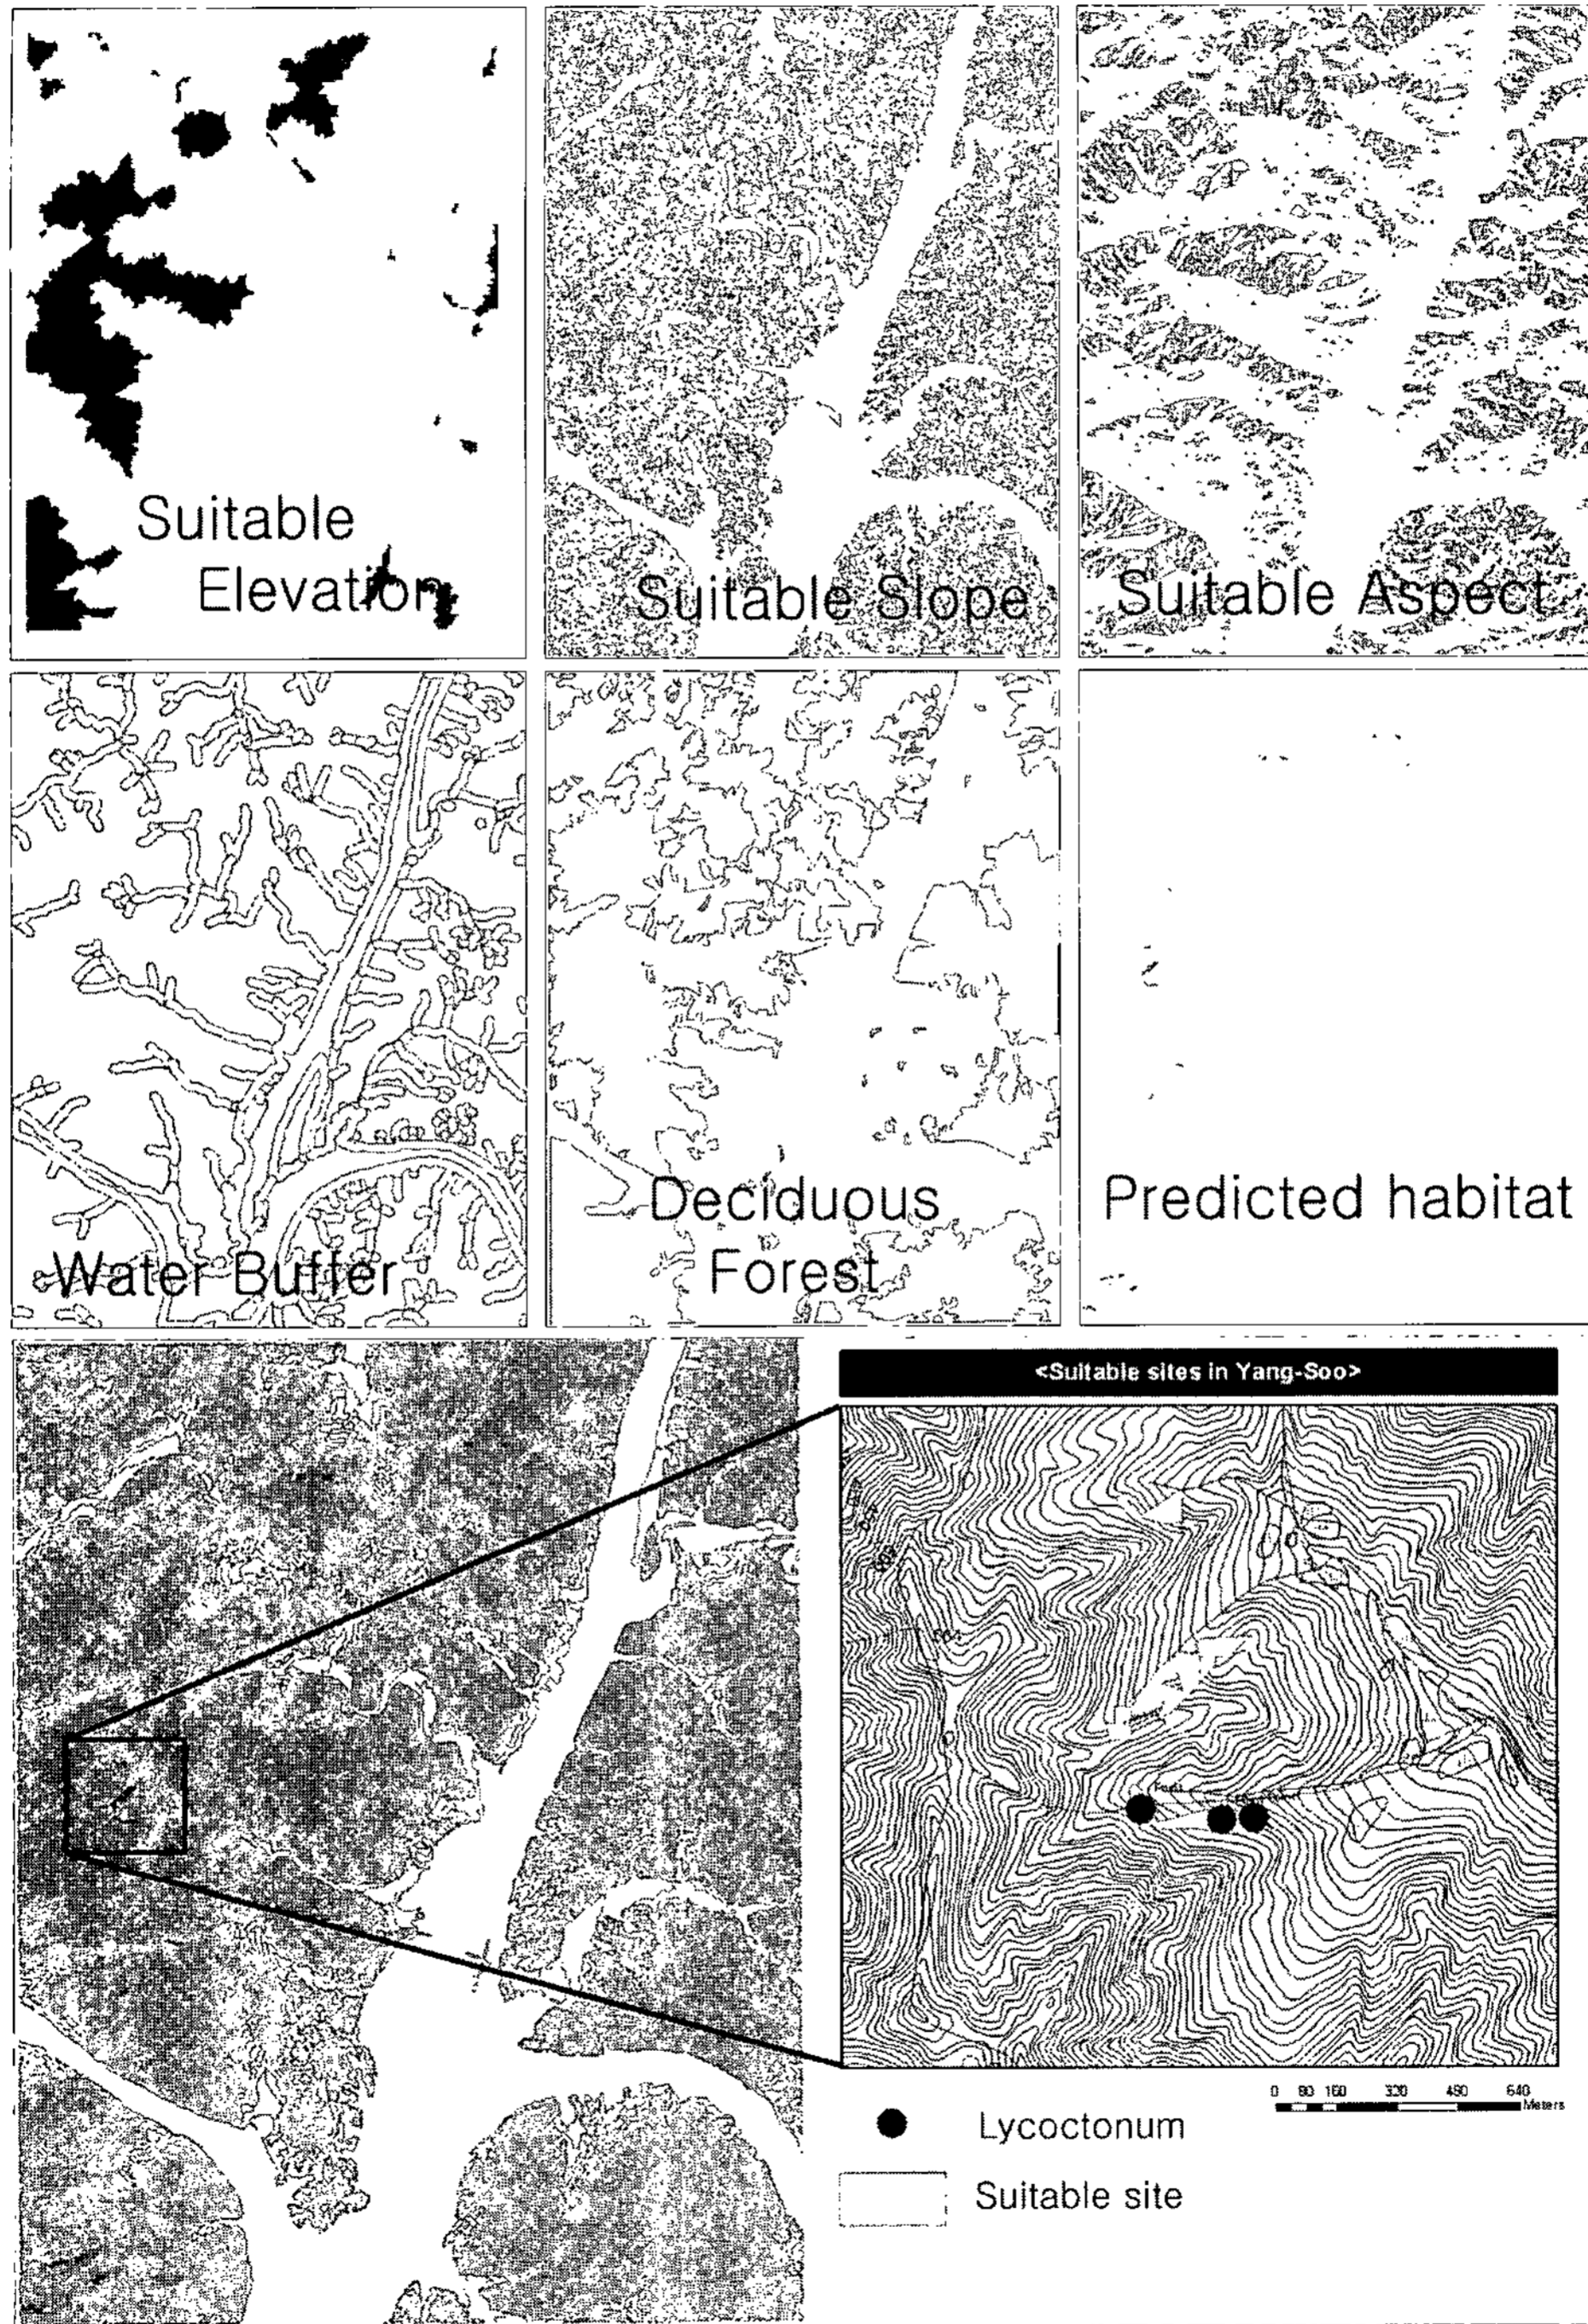 Suitable
Elevation
Suitable Slope
Suitable Aspect
Water Buffer
Deciduous
Forest
Predicted habitat
<Suitable sites in Yang-Soo>
0 80 160 320 480 640
Meters
Lycoctonum
Suitable site